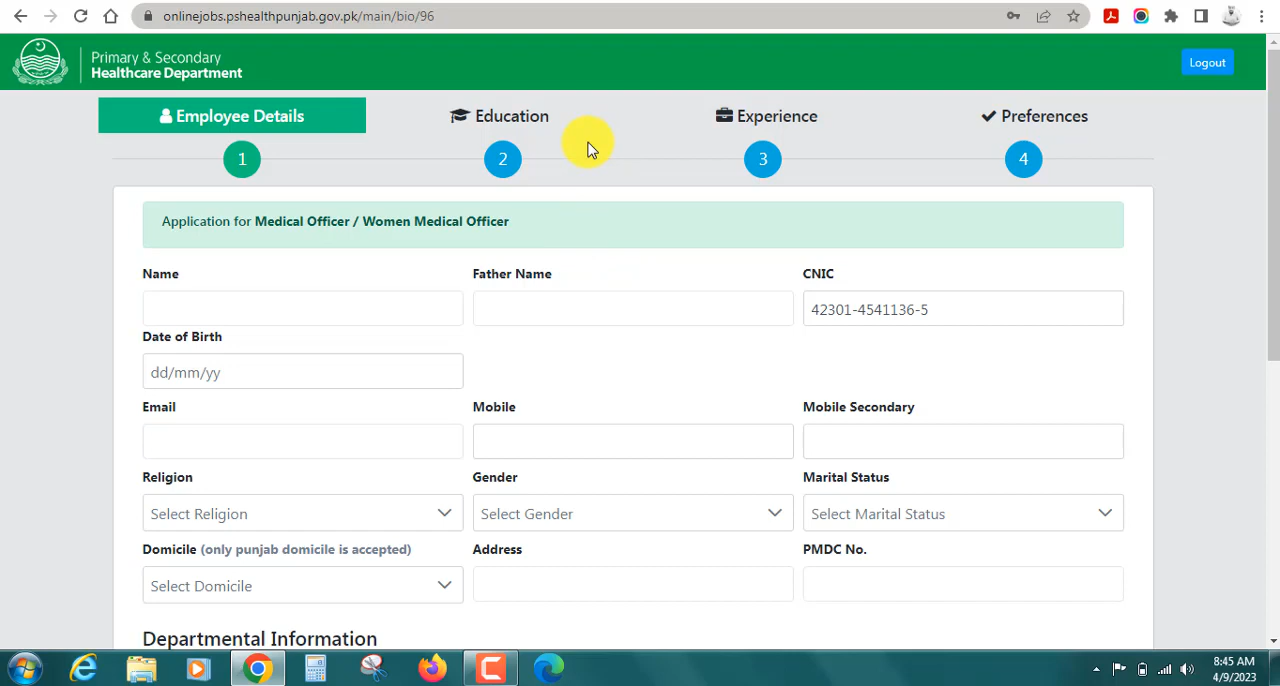 onlinejobs.pshealthpunjab.gov.pk/main/bio/96
Primary & Secondary
Healthcare Department
Logout
Employee Details
Education
Experience
Preferences
1
2
3
4
Application for Medical Officer / Women Medical Officer
Name
Father Name
CNIC
42301-4541136-5
Date of Birth
dd/mm/yy
Email
Mobile
Mobile Secondary
Religion
Gender
Marital Status
Select Religion
Select Gender
Select Marital Status
Domicile (only punjab domicile is accepted)
Address
PMDC No.
Select Domicile
Departmental Information
8:45 AM
4/9/2023